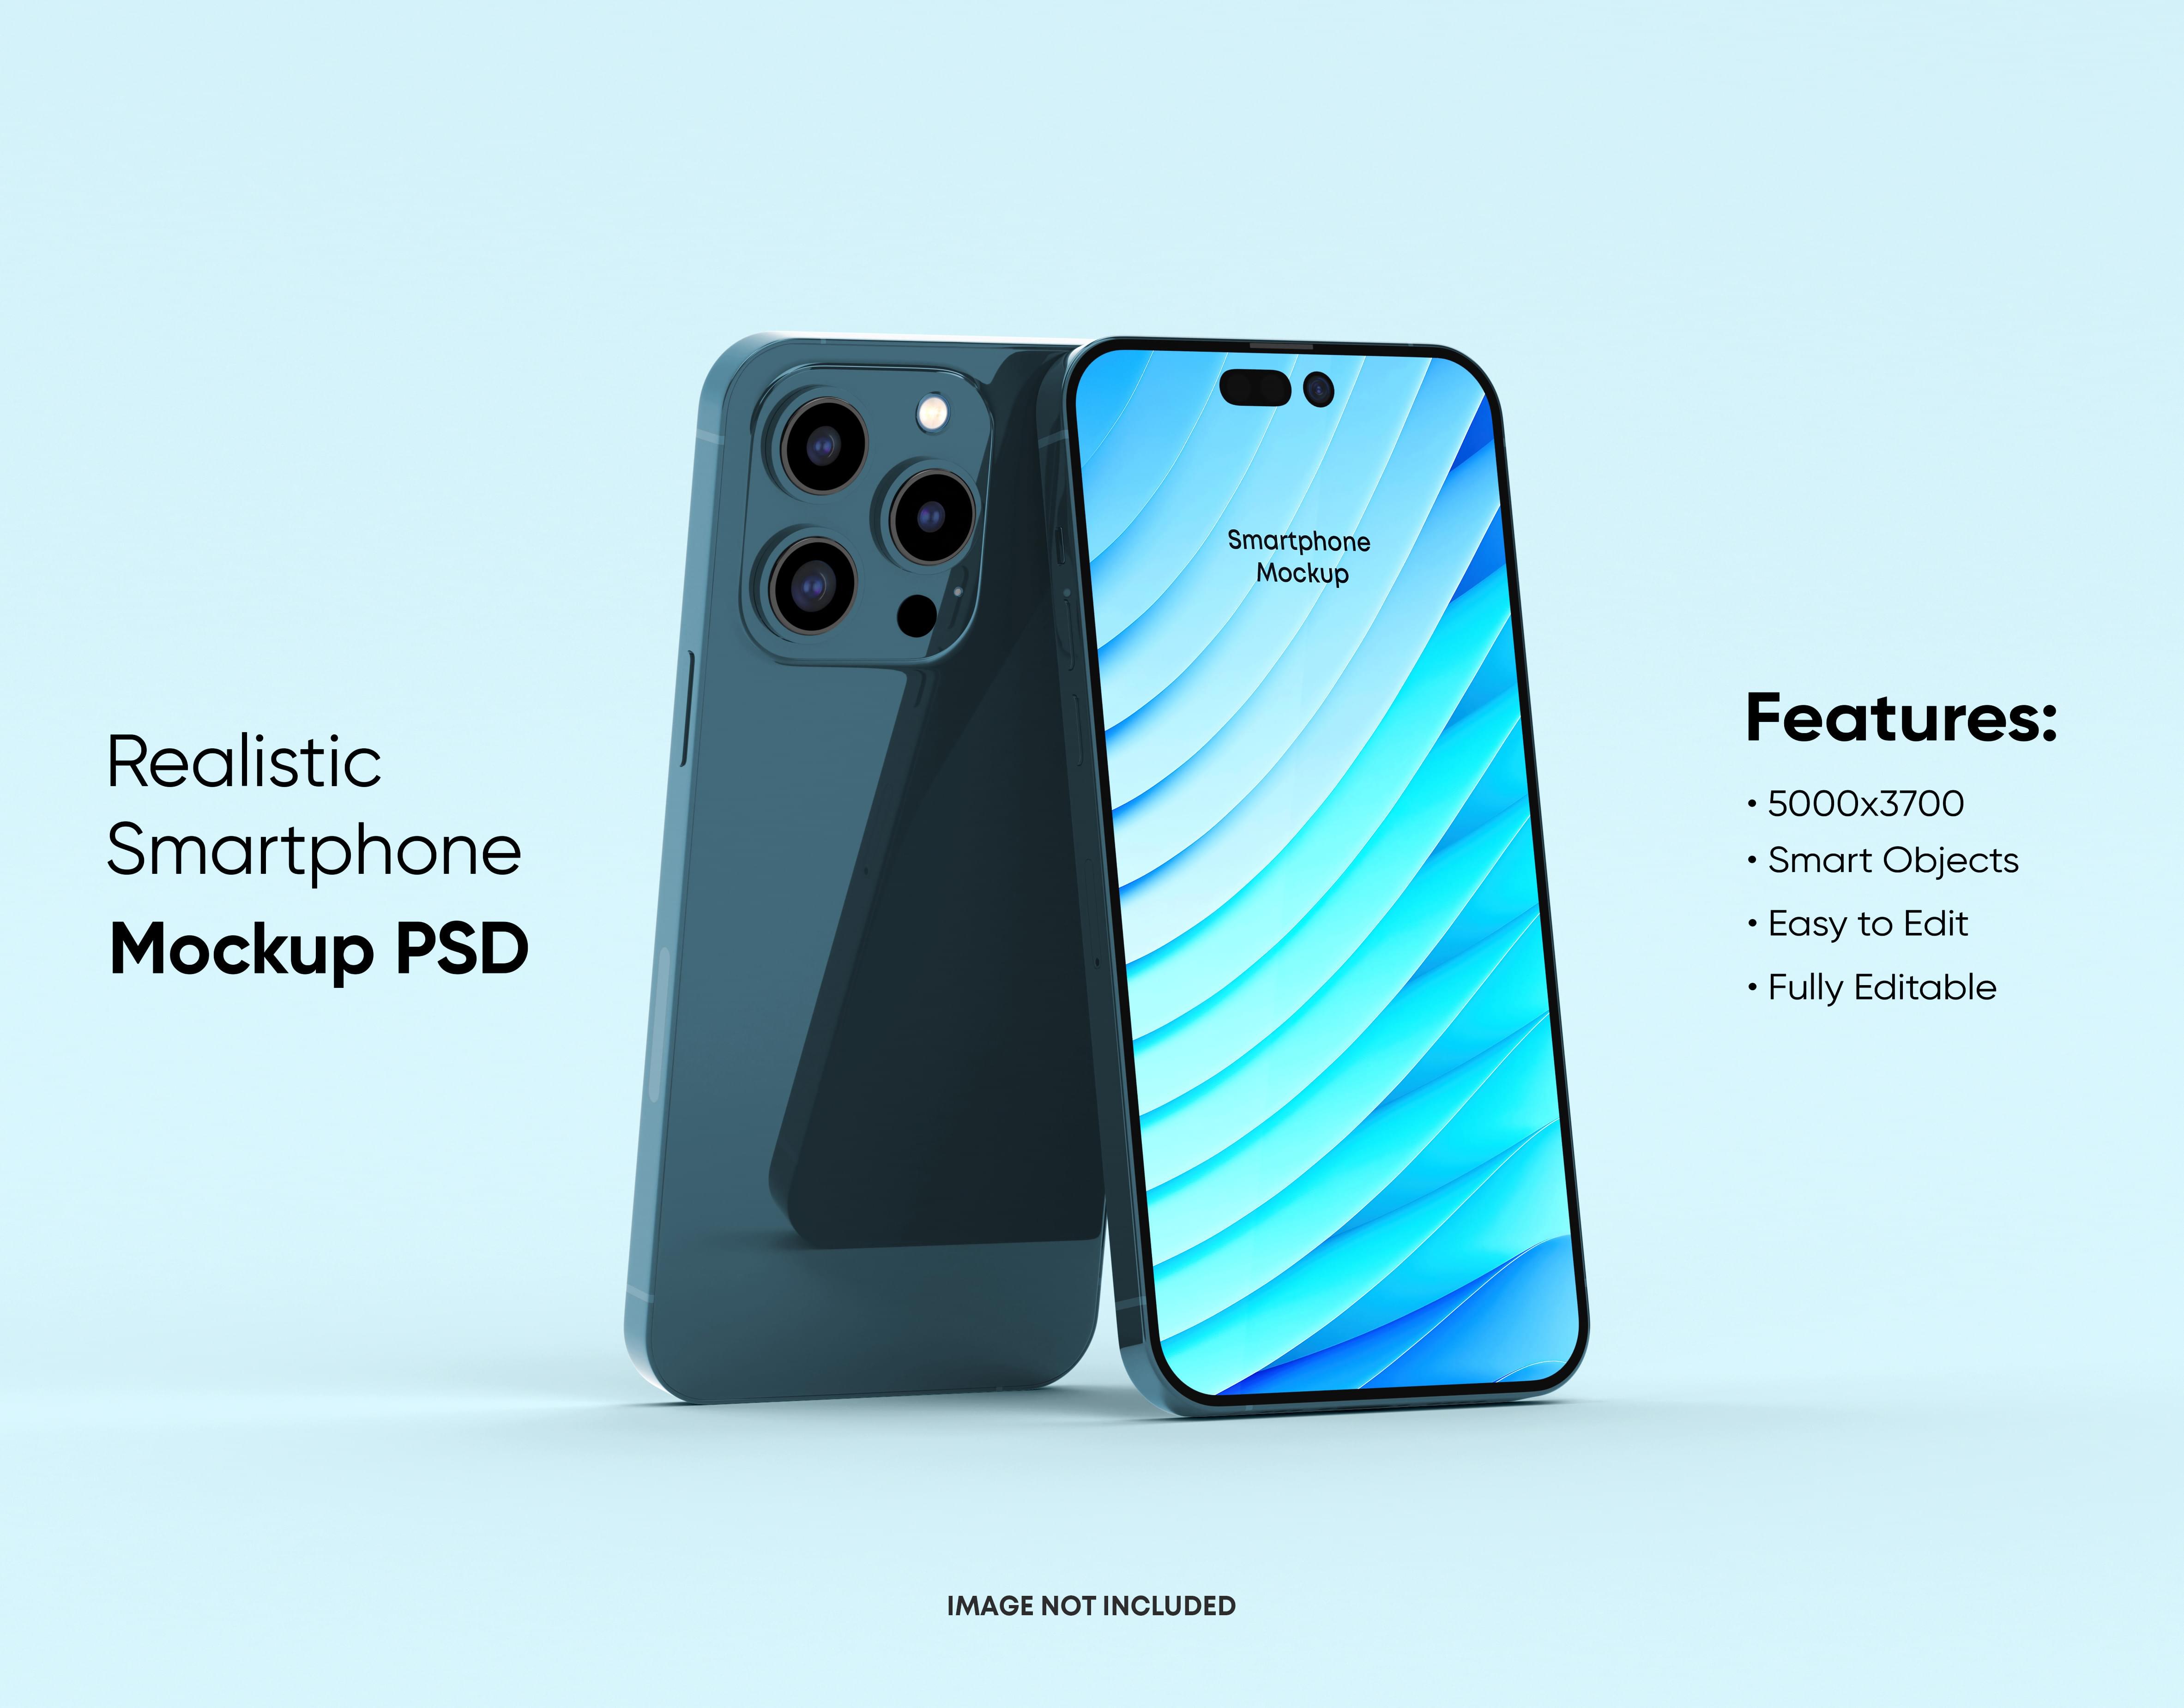 Realistic
Smartphone
Mockup PSD
Smartphone
Mockup
Features:
• 5000x3700
• Smart Objects
• Easy to Edit
• Fully Editable
IMAGE NOT INCLUDED